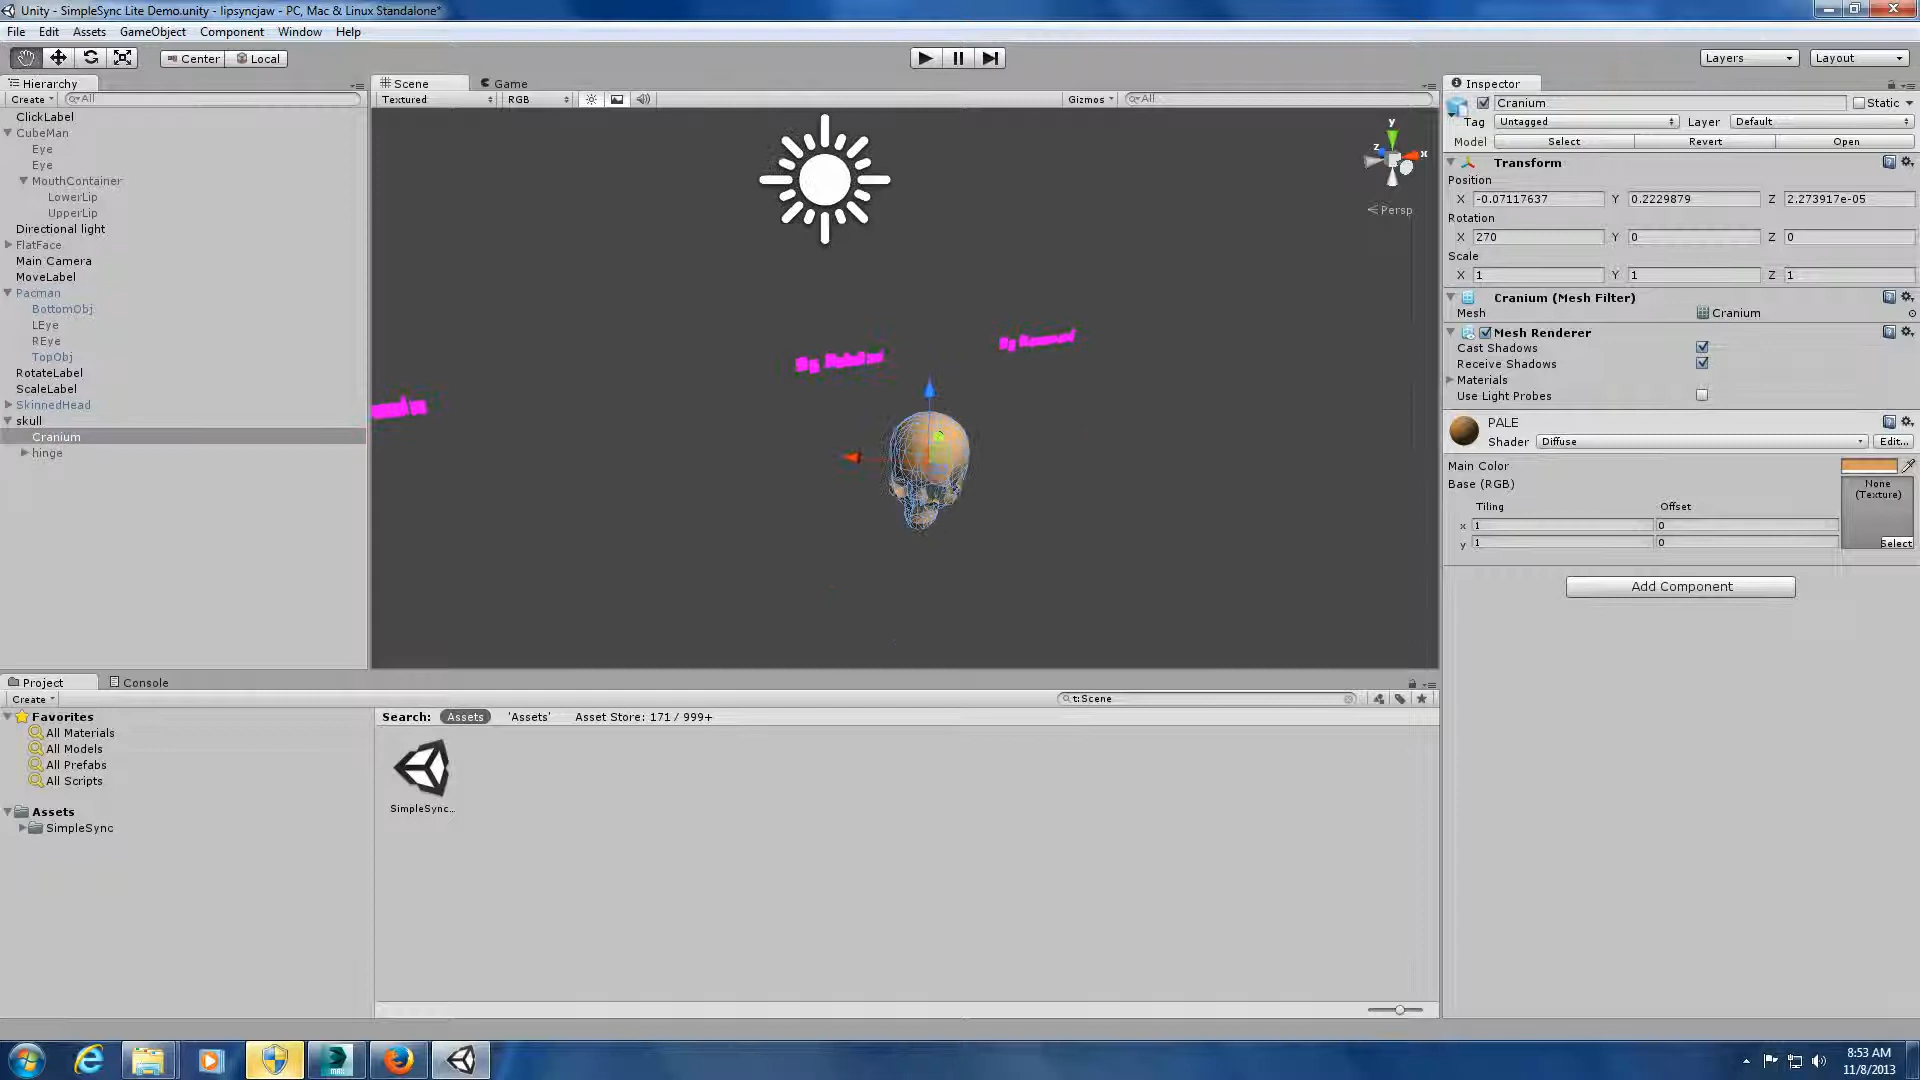 Unity - SimpleSync Lite Demo.unity - lipsyncjaw - PC, Mac & Linux Standalone*
File Edit Assets GameObject Component Window Help
Center Local
Layers Layout
Hierarchy
Create All
ClickLabel
CubeMan
Eye
Eye
MouthContainer
LowerLip
UpperLip
Directional light
FlatFace
Main Camera
MoveLabel
Pacman
BottomObj
LEye
REye
TopObj
RotateLabel
ScaleLabel
SkinnedHead
skull
Cranium
hinge
Scene Game
Textured RGB Gizmos All
y
z x
Persp
Inspector
Cranium Static
Tag Untagged Layer Default
Model Select Revert Open
Transform
Position
X -0.07117637 Y 0.2229879 Z 2.273917e-05
Rotation
X 270 Y 0 Z 0
Scale
X 1 Y 1 Z 1
Cranium (Mesh Filter)
Mesh Cranium
Mesh Renderer
Cast Shadows
Receive Shadows
Materials
Use Light Probes
PALE
Shader Diffuse Edit...
Main Color
Base (RGB)
None
(Texture)
Tiling Offset
x 1 0
y 1 0
Select
Add Component
Project Console
Create t:Scene
Favorites
All Materials
All Models
All Prefabs
All Scripts
Assets
SimpleSync
Search: Assets 'Assets' Asset Store: 171 / 999+
SimpleSync...
8:53 AM
11/8/2013